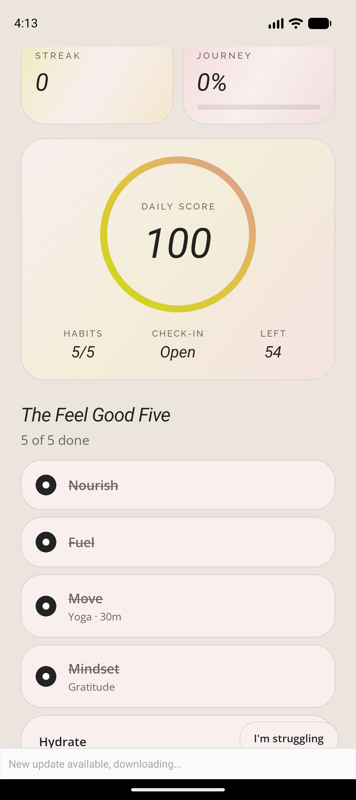 4:13
STREAK
0
JOURNEY
0%
DAILY SCORE
100
HABITS
5/5
CHECK-IN
Open
LEFT
54
The Feel Good Five
5 of 5 done
Nourish
Fuel
Move
Yoga · 30m
Mindset
Gratitude
Hydrate
I'm struggling
New update available, downloading...